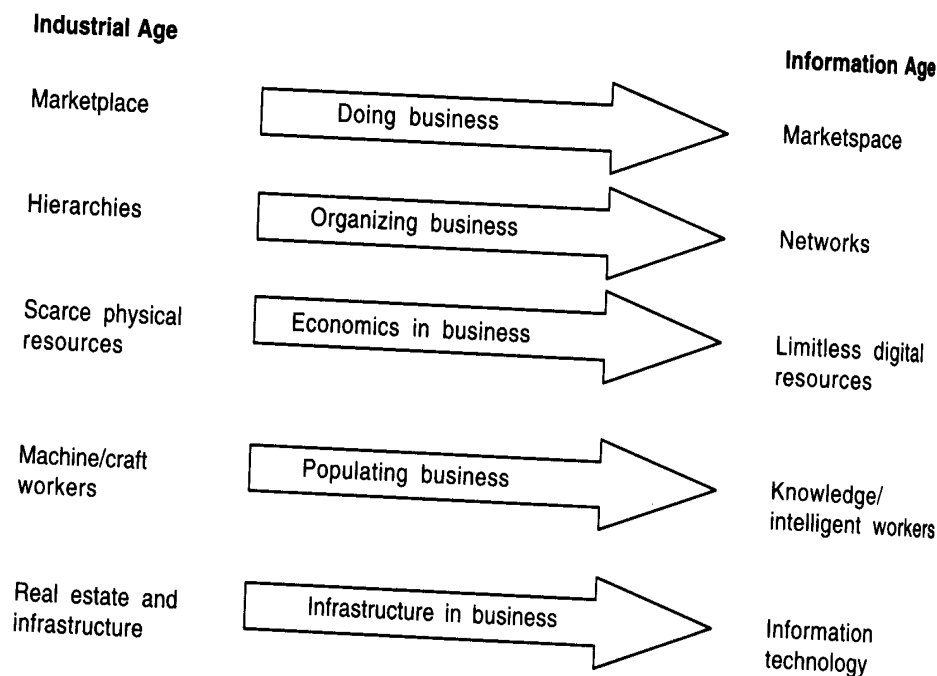 Industrial Age
Information Age
Marketplace
Doing business
Marketspace
Hierarchies
Organizing business
Networks
Scarce physical
resources
Economics in business
Limitless digital
resources
Machine/craft
workers
Populating business
Knowledge/
intelligent workers
Real estate and
infrastructure
Infrastructure in business
Information
technology